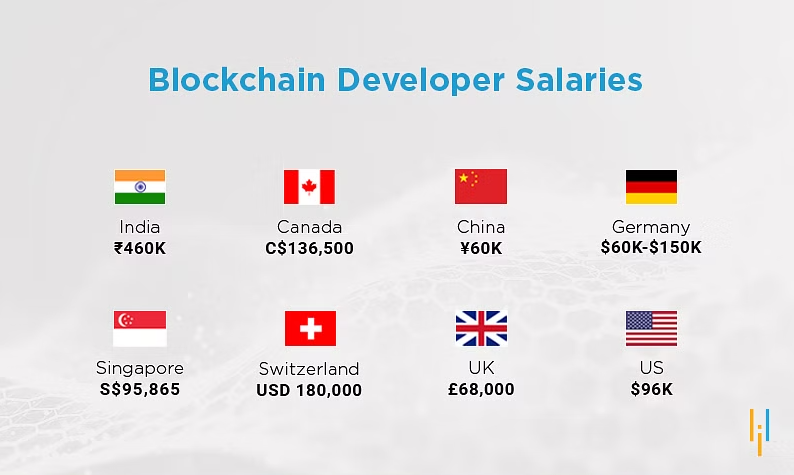 Blockchain Developer Salaries
India
₹460K
Canada
C$136,500
China
¥60K
Germany
$60K-$150K
Singapore
S$95,865
Switzerland
USD 180,000
UK
£68,000
US
$96K